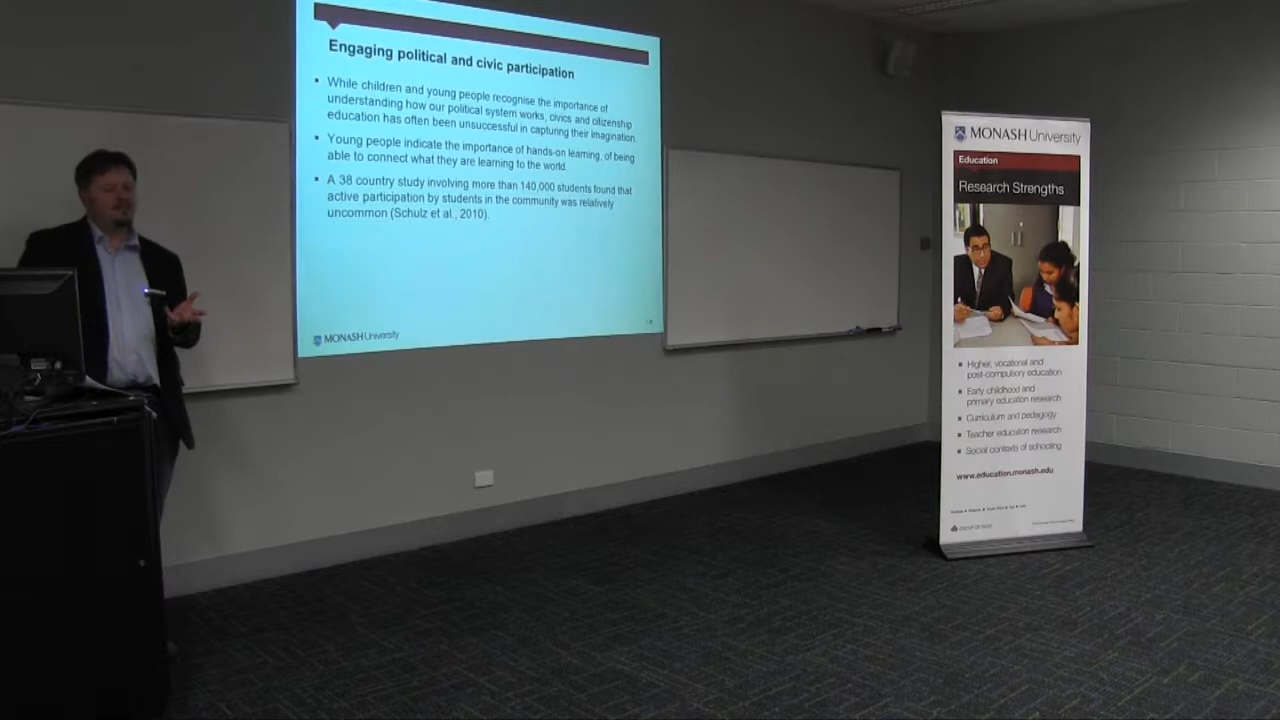 Engaging political and civic participation
While children and young people recognise the importance of
understanding how our political system works, civics and citizenship
education has often been unsuccessful in capturing their imagination.
Young people indicate the importance of hands-on learning, of being
able to connect what they are learning to the world.
A 38 country study involving more than 140,000 students found that
active participation by students in the community was relatively
uncommon (Schulz et al., 2010).
MONASH University
MONASH University
Education
Research Strengths
Higher, vocational and
post-compulsory education
Early childhood and
primary education research
Curriculum and pedagogy
Teacher education research
Social contexts of schooling
www.education.monash.edu